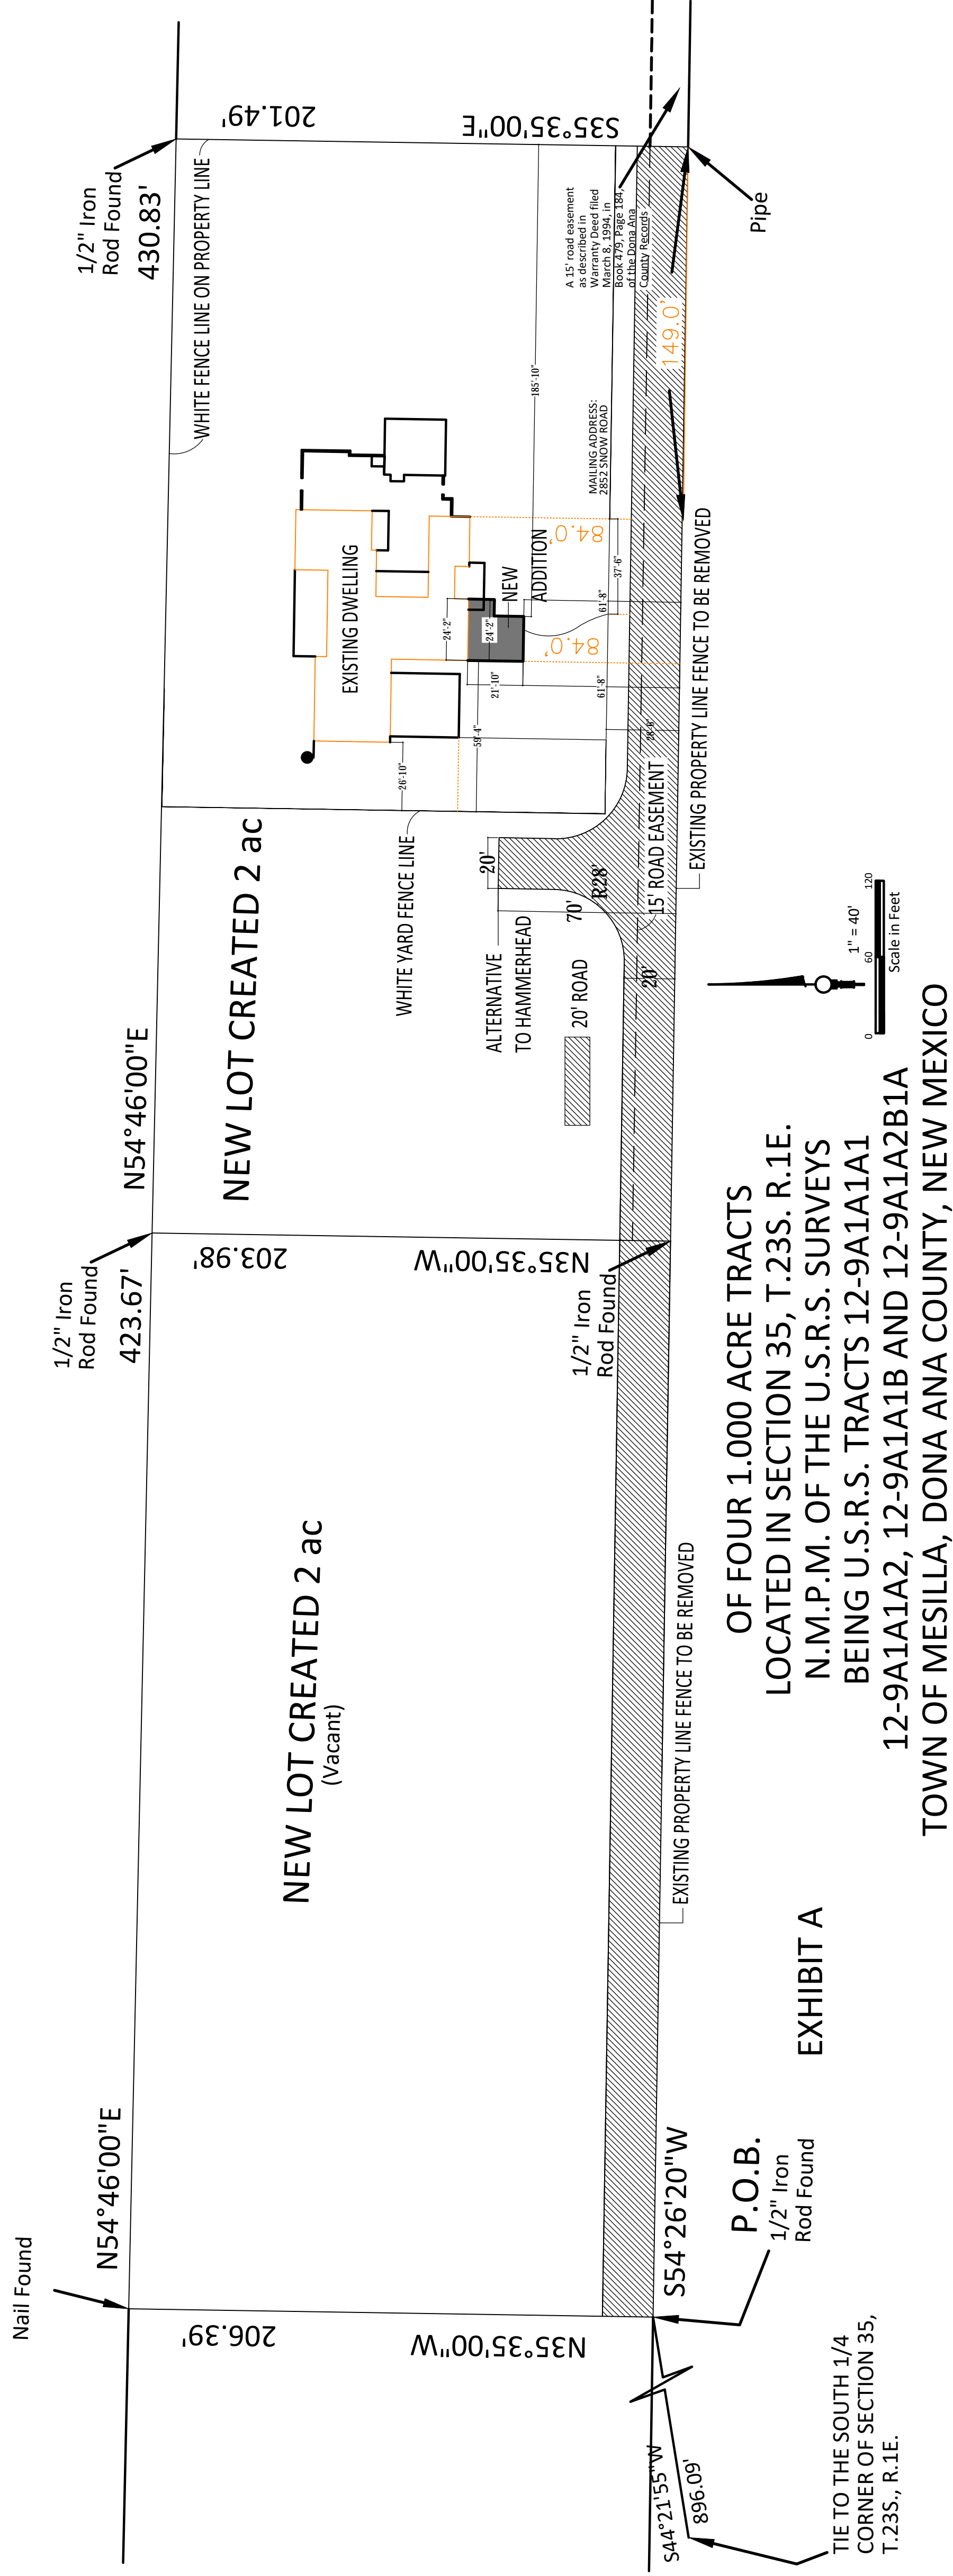 Nail Found
N54°46'00"E
1/2" Iron
Rod Found
423.67'
N54°46'00"E
1/2" Iron
Rod Found
430.83'
WHITE FENCE LINE ON PROPERTY LINE
201.49'
S35°35'00"E
206.39'
N35°35'00"W
NEW LOT CREATED 2 ac
(Vacant)
203.98'
N35°35'00"W
1/2" Iron
Rod Found
NEW LOT CREATED 2 ac
WHITE YARD FENCE LINE
ALTERNATIVE
TO HAMMERHEAD
20' ROAD
20'
70'
R28'
20'
15' ROAD EASEMENT
EXISTING DWELLING
NEW
ADDITION
26'-10"
59'-4"
24'-2"
24'-2"
21'-10"
61'-8"
61'-8"
28'-6"
37'-6"
185'-10"
84.0'
84.0'
MAILING ADDRESS:
2852 SNOW ROAD
A 15' road easement
as described in
Warranty Deed filed
March 8, 1994, in
Book 479, Page 184,
of the Dona Ana
County Records
149.0'
Pipe
EXISTING PROPERTY LINE FENCE TO BE REMOVED
EXISTING PROPERTY LINE FENCE TO BE REMOVED
S54°26'20"W
P.O.B.
1/2" Iron
Rod Found
S44°21'55"W
896.09'
TIE TO THE SOUTH 1/4
CORNER OF SECTION 35,
T.23S., R.1E.
EXHIBIT A
1" = 40'
0 60 120
Scale in Feet
OF FOUR 1.000 ACRE TRACTS
LOCATED IN SECTION 35, T.23S. R.1E.
N.M.P.M. OF THE U.S.R.S. SURVEYS
BEING U.S.R.S. TRACTS 12-9A1A1A1
12-9A1A1A2, 12-9A1A1B AND 12-9A1A2B1A
TOWN OF MESILLA, DONA ANA COUNTY, NEW MEXICO